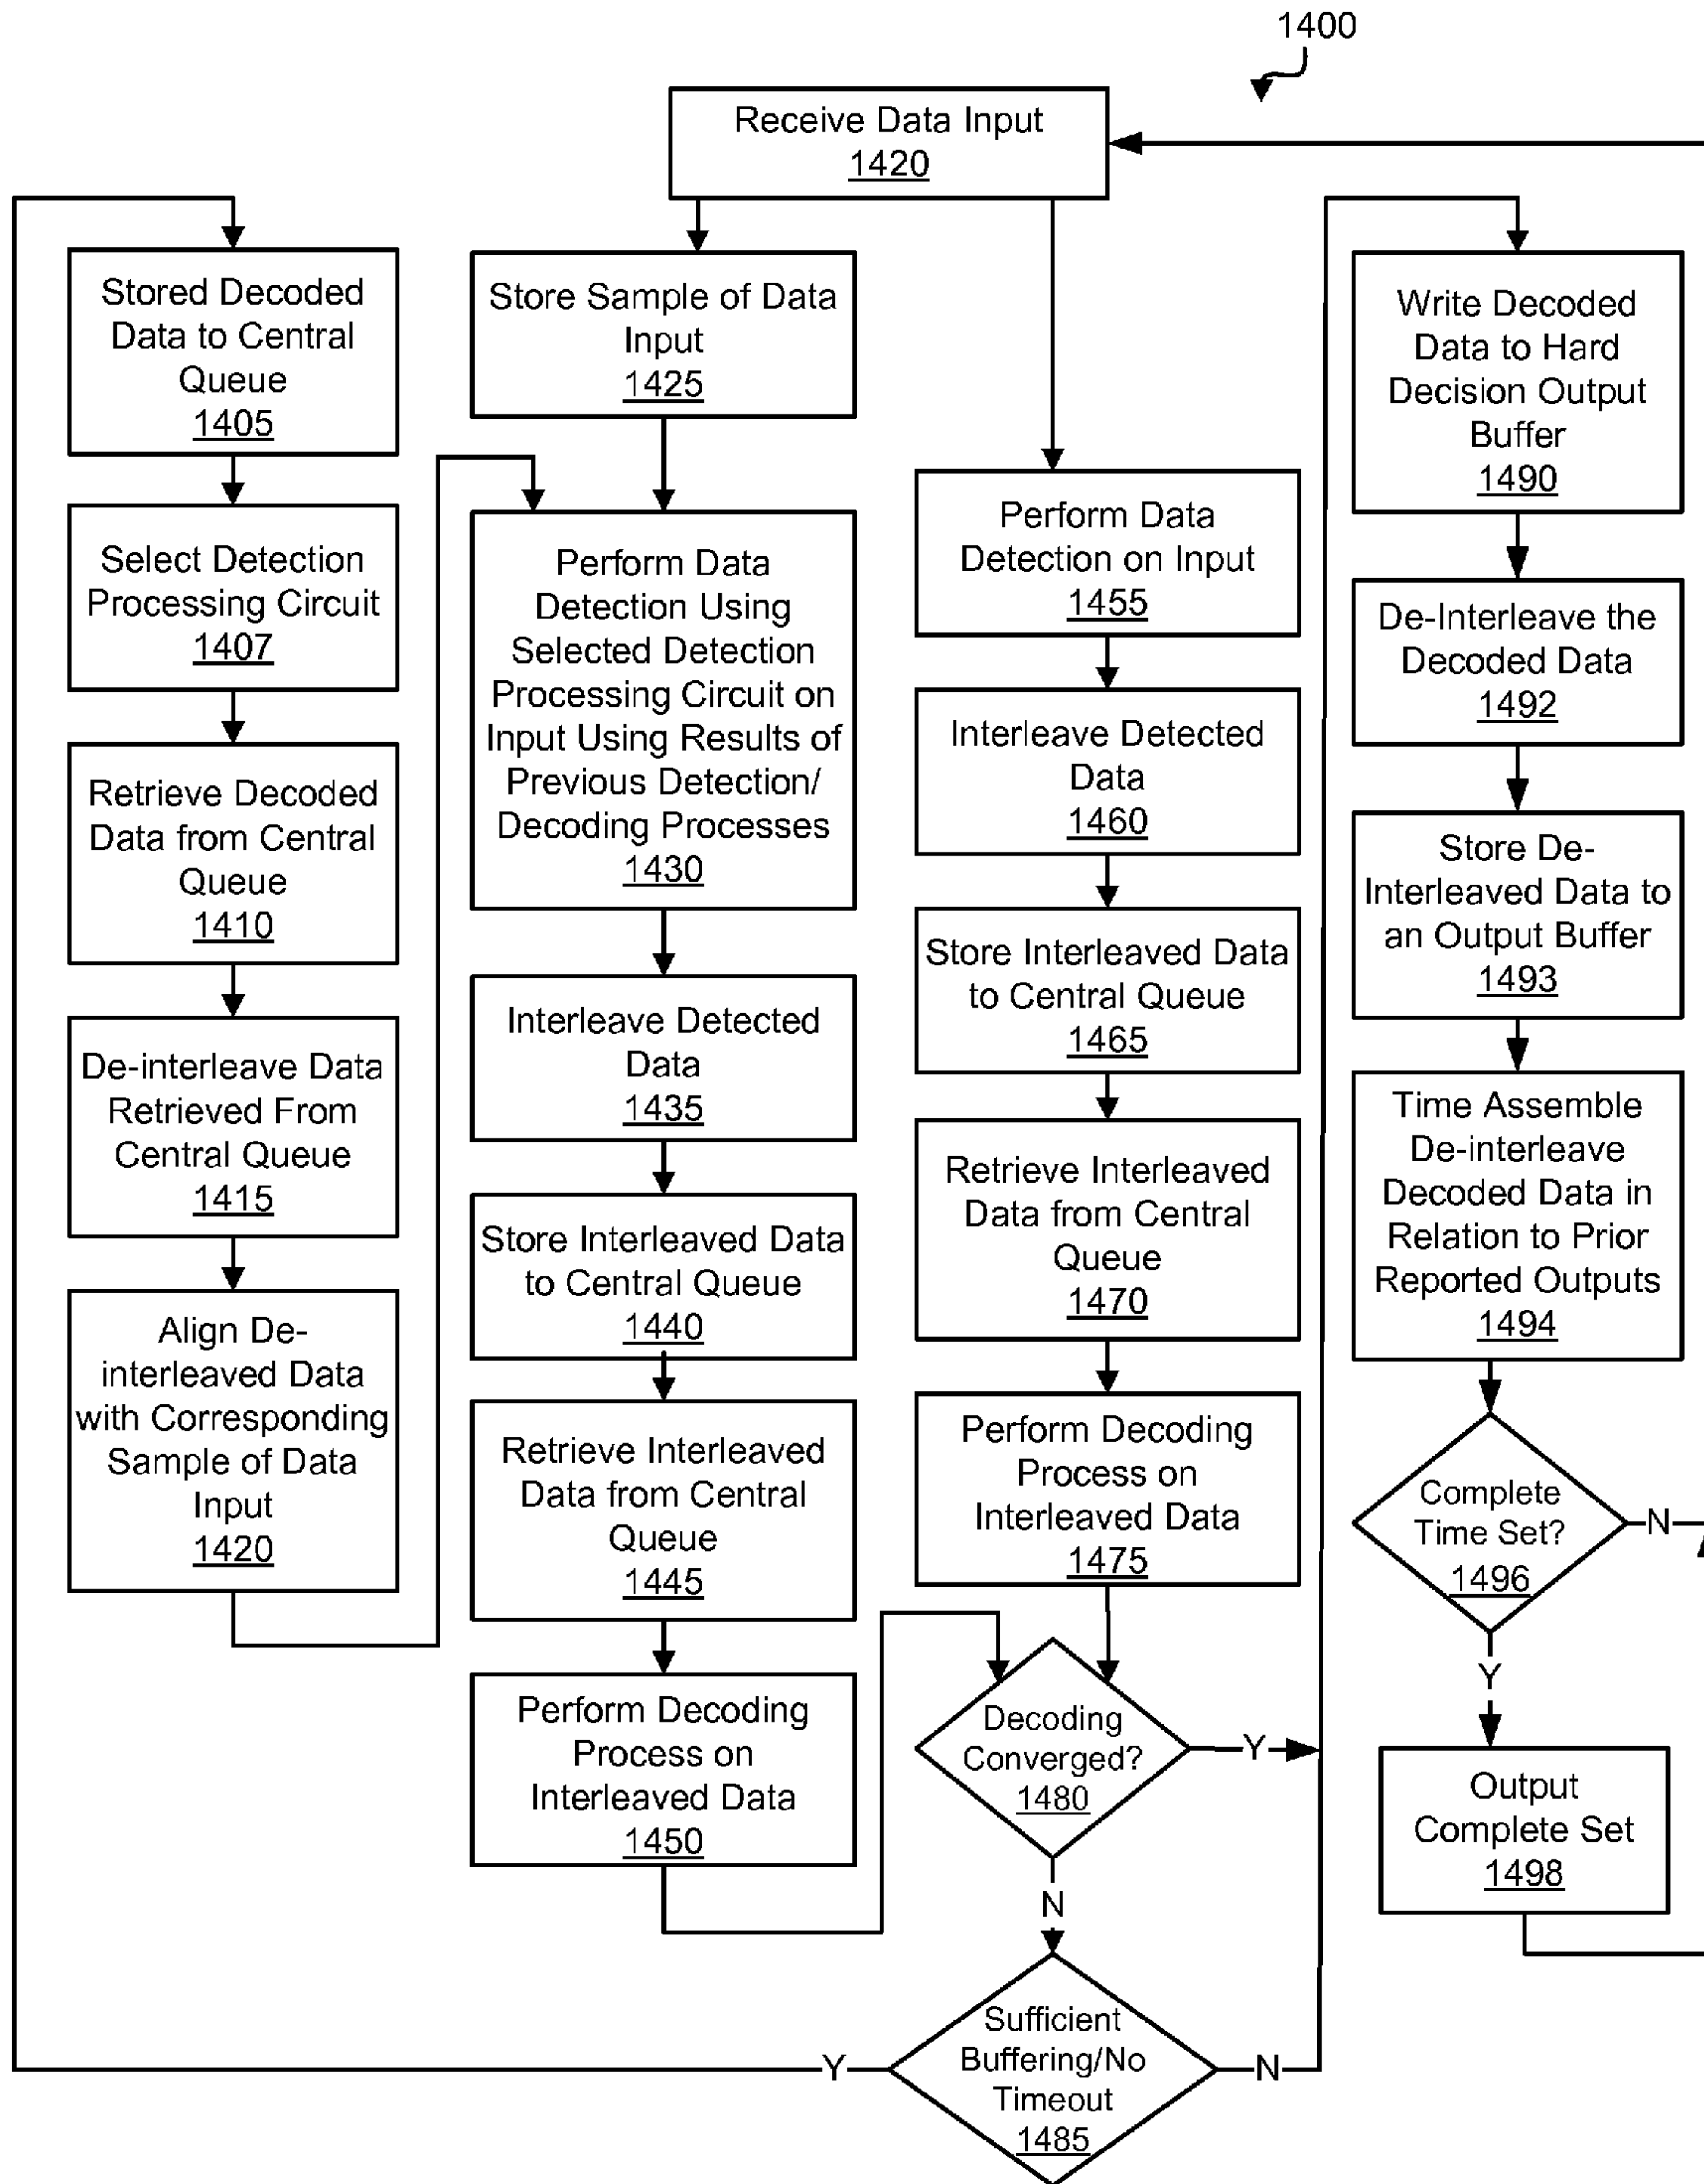 1400
Receive Data Input
1420
Stored Decoded
Data to Central
Queue
1405
Select Detection
Processing Circuit
1407
Retrieve Decoded
Data from Central
Queue
1410
De-interleave Data
Retrieved From
Central Queue
1415
Align De-
interleaved Data
with Corresponding
Sample of Data
Input
1420
Store Sample of Data
Input
1425
Perform Data
Detection Using
Selected Detection
Processing Circuit on
Input Using Results of
Previous Detection/
Decoding Processes
1430
Interleave Detected
Data
1435
Store Interleaved Data
to Central Queue
1440
Retrieve Interleaved
Data from Central
Queue
1445
Perform Decoding
Process on
Interleaved Data
1450
Perform Data
Detection on Input
1455
Interleave Detected
Data
1460
Store Interleaved Data
to Central Queue
1465
Retrieve Interleaved
Data from Central
Queue
1470
Perform Decoding
Process on
Interleaved Data
1475
Decoding
Converged?
1480
Y
N
Sufficient
Buffering/No
Timeout
1485
Y
N
Write Decoded
Data to Hard
Decision Output
Buffer
1490
De-Interleave the
Decoded Data
1492
Store De-
Interleaved Data to
an Output Buffer
1493
Time Assemble
De-interleave
Decoded Data in
Relation to Prior
Reported Outputs
1494
Complete
Time Set?
1496
N
Y
Output
Complete Set
1498